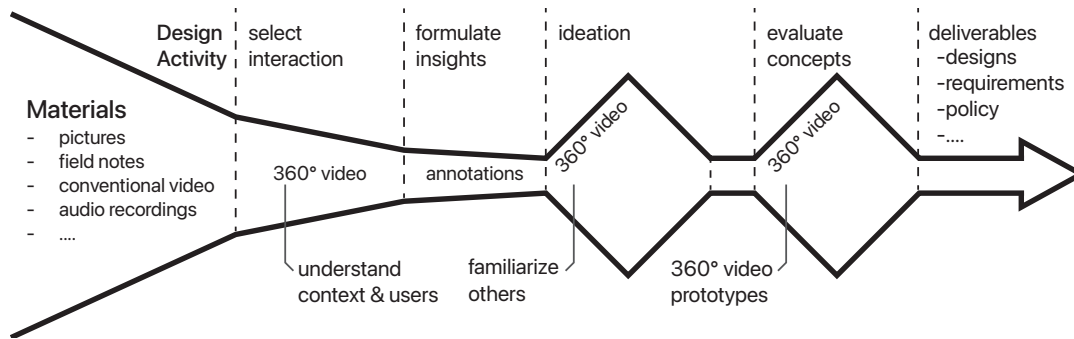 Design
Activity
select
interaction
formulate
insights
ideation
evaluate
concepts
deliverables
-designs
-requirements
-policy
-....
Materials
- pictures
- field notes
- conventional video
- audio recordings
- ....
360° video
annotations
360° video
360° video
understand
context & users
familiarize
others
360° video
prototypes